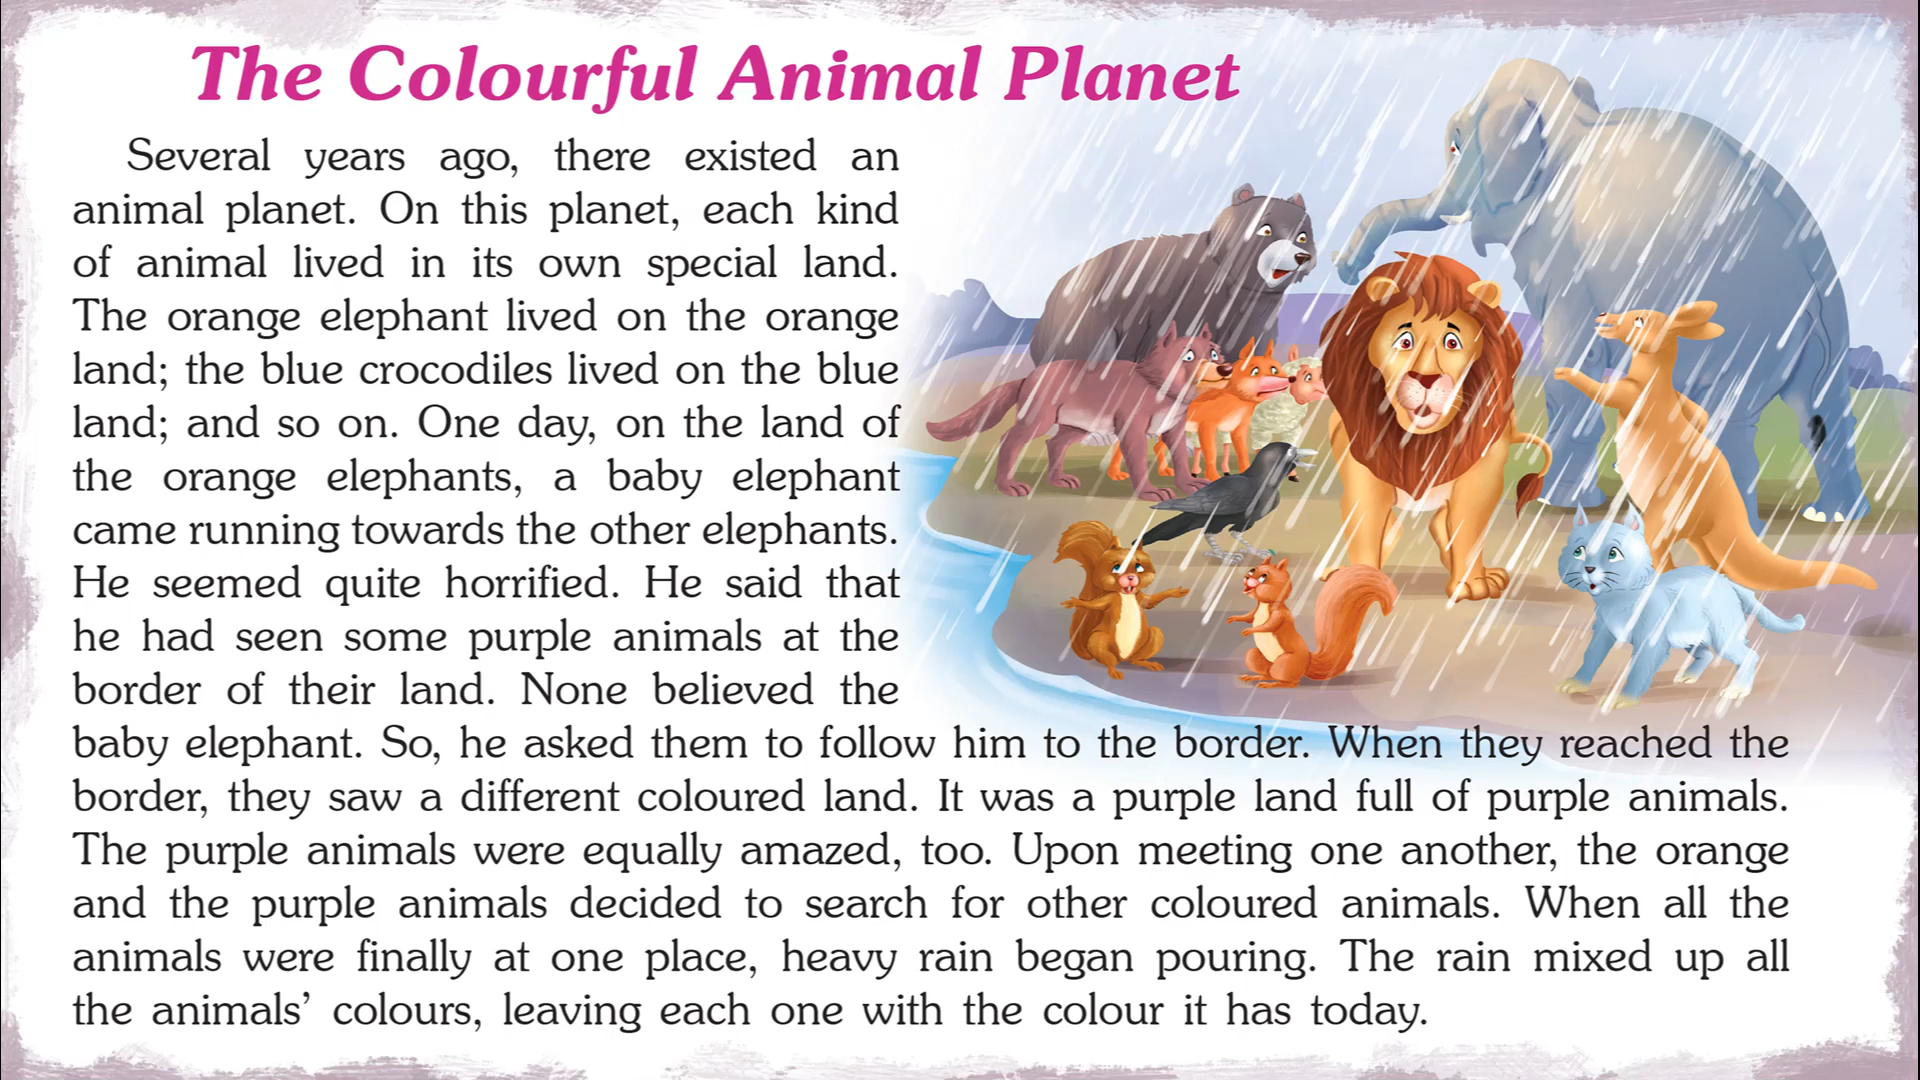 The Colourful Animal Planet
Several years ago, there existed an
animal planet. On this planet, each kind
of animal lived in its own special land.
The orange elephant lived on the orange
land; the blue crocodiles lived on the blue
land; and so on. One day, on the land of
the orange elephants, a baby elephant
came running towards the other elephants.
He seemed quite horrified. He said that
he had seen some purple animals at the
border of their land. None believed the
baby elephant. So, he asked them to follow him to the border. When they reached the
border, they saw a different coloured land. It was a purple land full of purple animals.
The purple animals were equally amazed, too. Upon meeting one another, the orange
and the purple animals decided to search for other coloured animals. When all the
animals were finally at one place, heavy rain began pouring. The rain mixed up all
the animals’ colours, leaving each one with the colour it has today.